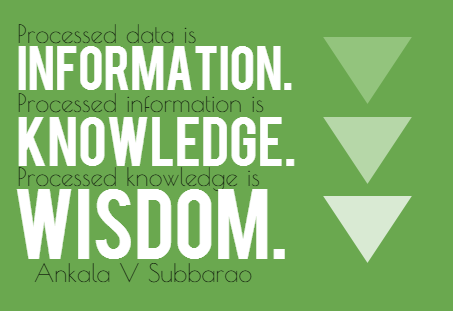 Processed data is
INFORMATION.
Processed information is
KNOWLEDGE.
Processed knowledge is
WISDOM.
Ankala V Subbarao